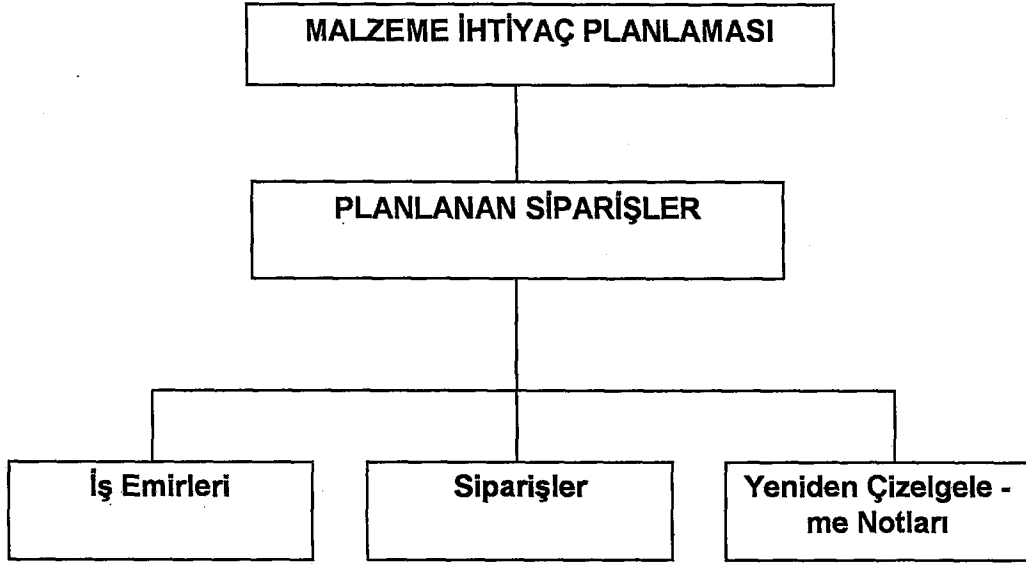 MALZEME İHTİYAÇ PLANLAMASI
PLANLANAN SİPARİŞLER
İş Emirleri
Siparişler
Yeniden Çizelgele -
me Notları